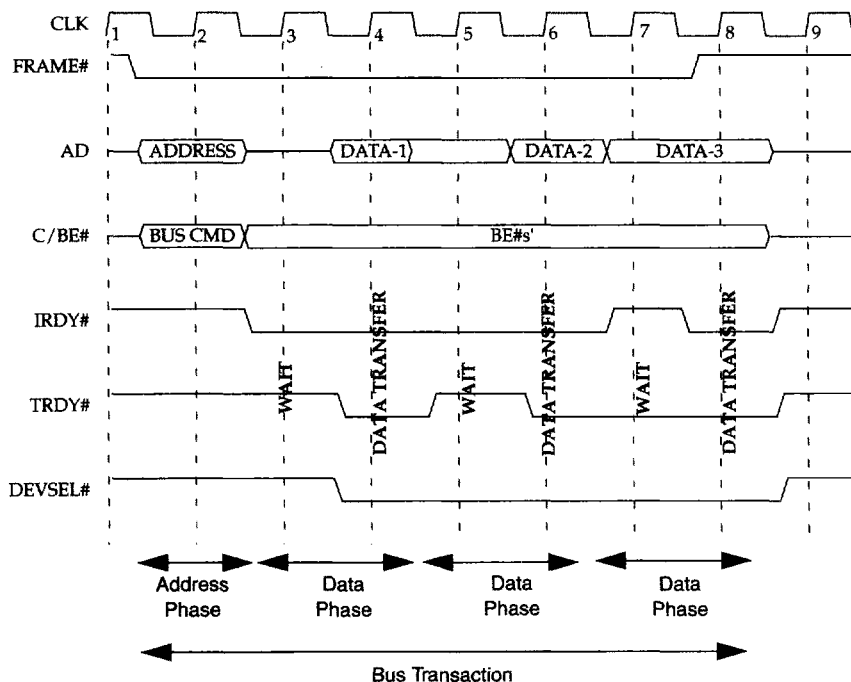 CLK
1 2 3 4 5 6 7 8 9
FRAME#
AD
ADDRESS DATA-1 DATA-2 DATA-3
C/BE#
BUS CMD BE#s'
IRDY#
TRDY#
WAIT
DATA TRANSFER
WAIT
DATA TRANSFER
WAIT
DATA TRANSFER
DEVSEL#
Address Data Data Data
Phase Phase Phase Phase
Bus Transaction